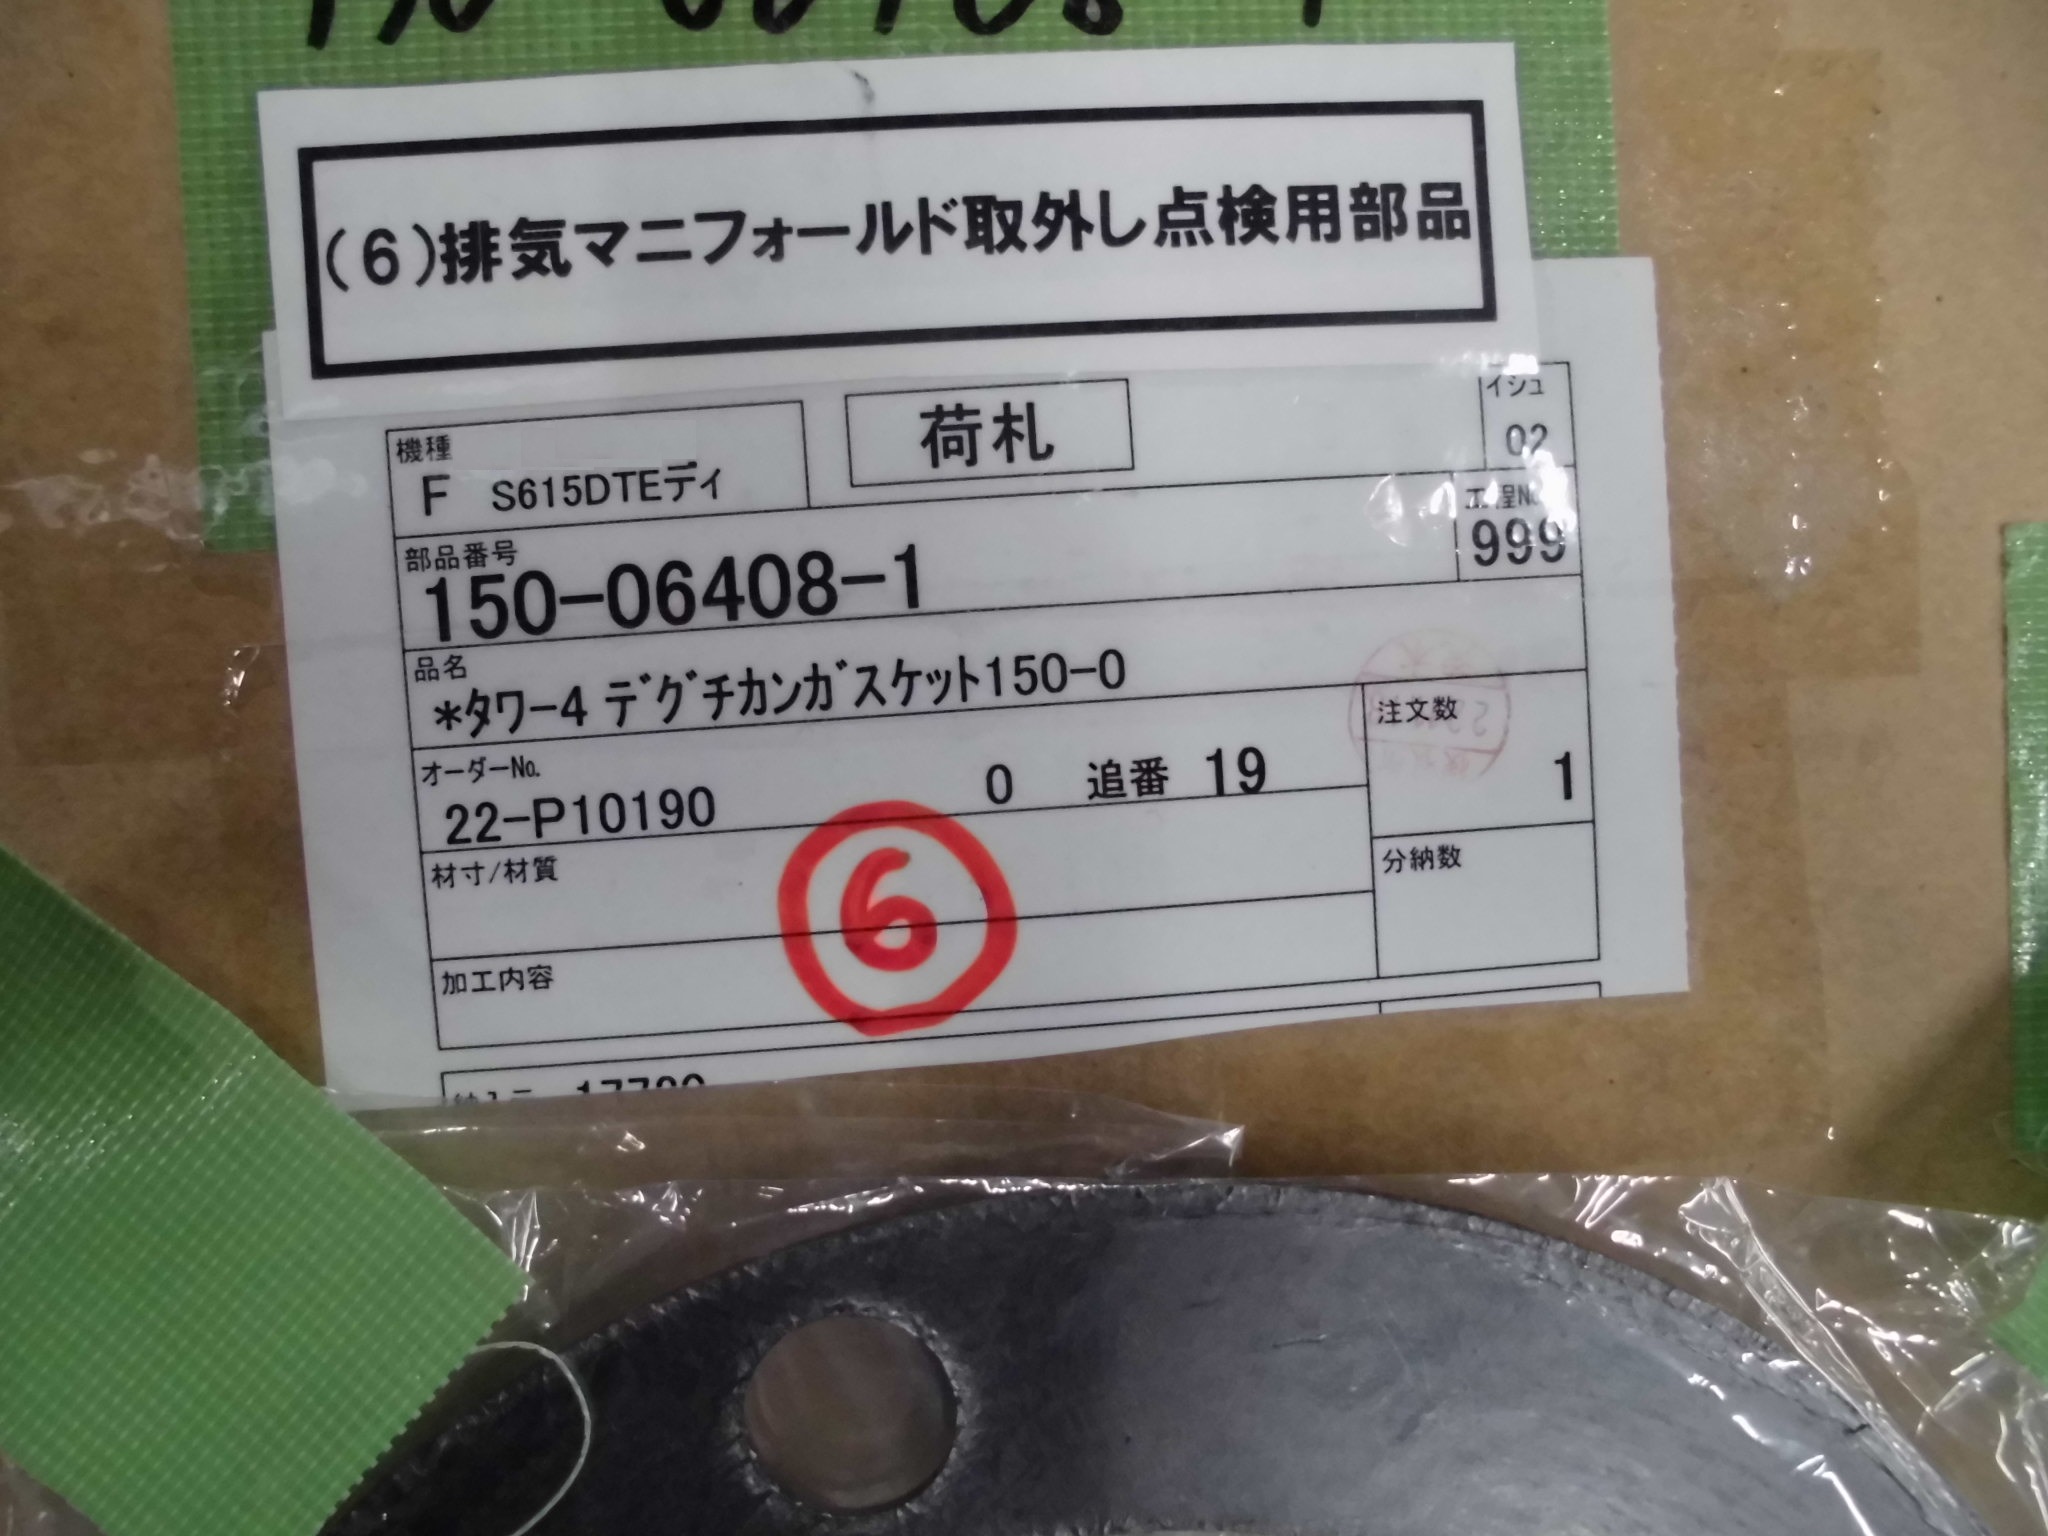 (6)排気マニフォールド取外し点検用部品
機種
F S615DTEディ
荷札
イシュ
02
部品番号
150-06408-1
工程No.
999
品名
*タワー4 デグチカンガスケット150-0
オーダーNo.
22-P10190 0 追番 19
注文数
1
材寸/材質
分納数
6
加工内容